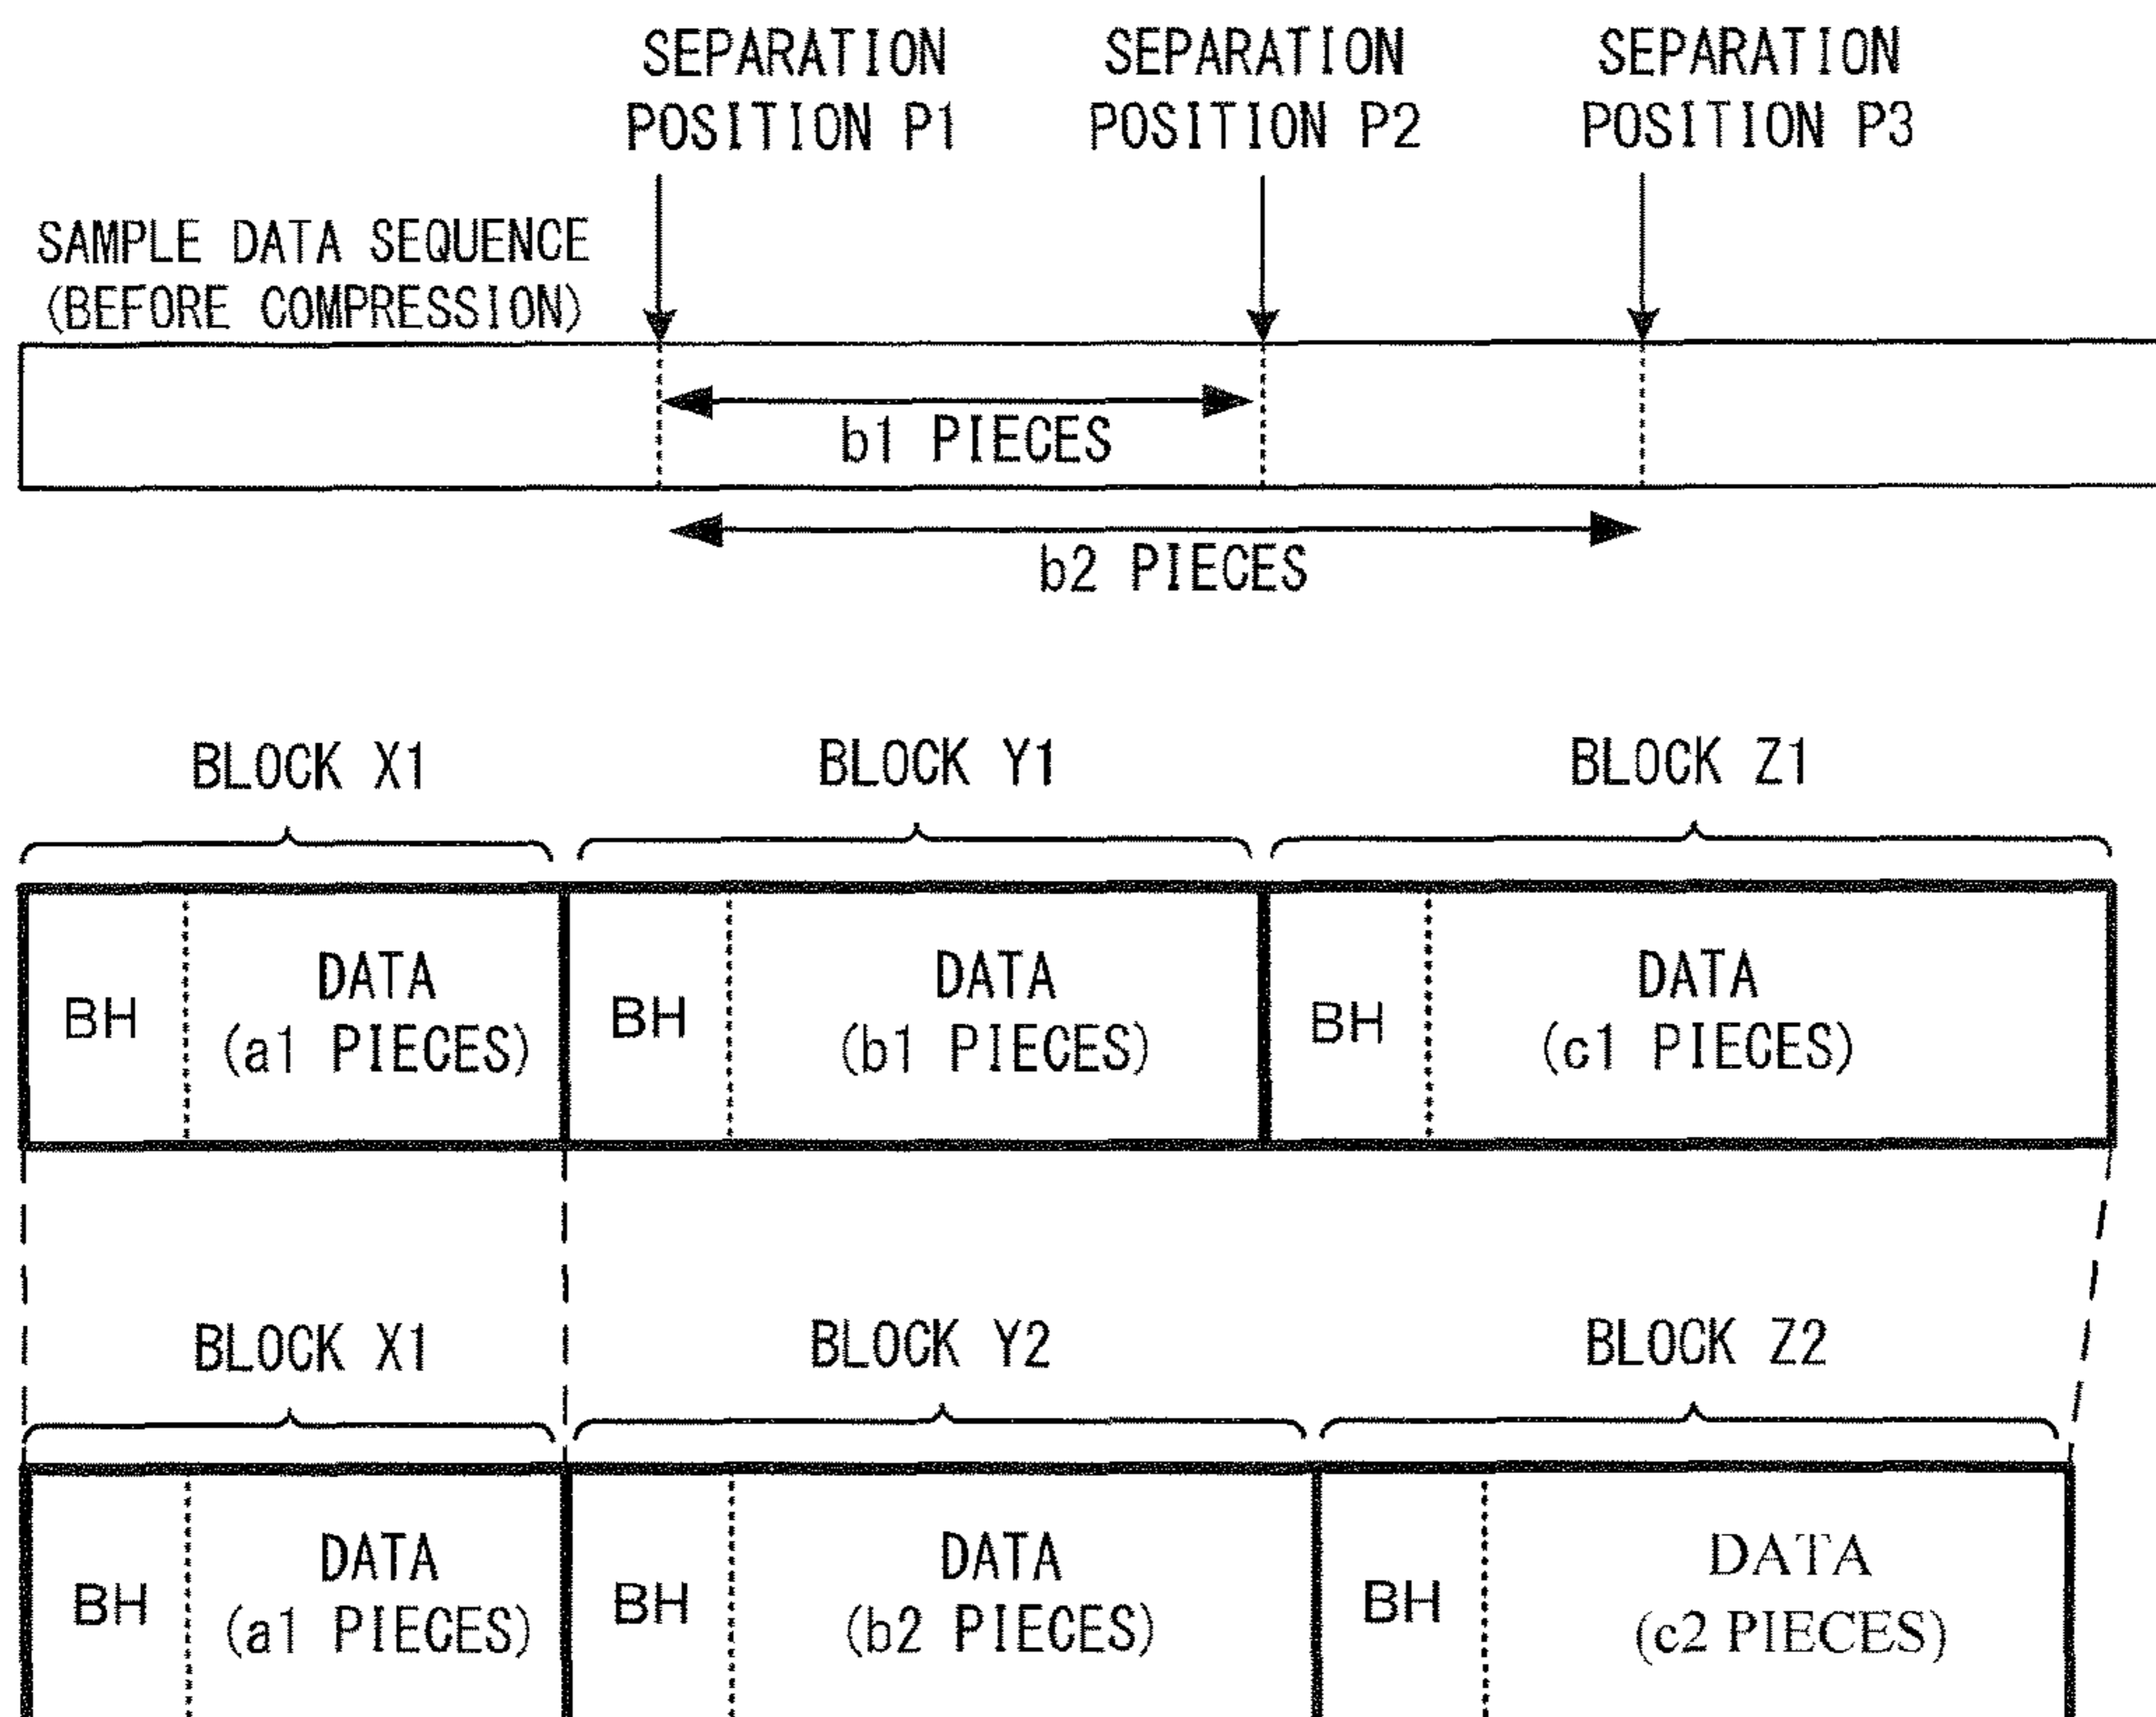 SEPARATION POSITION P1
SEPARATION POSITION P2
SEPARATION POSITION P3
SAMPLE DATA SEQUENCE
(BEFORE COMPRESSION)
b1 PIECES
b2 PIECES
BLOCK X1
BLOCK Y1
BLOCK Z1
BH
DATA
(a1 PIECES)
BH
DATA
(b1 PIECES)
BH
DATA
(c1 PIECES)
BLOCK X1
BLOCK Y2
BLOCK Z2
BH
DATA
(a1 PIECES)
BH
DATA
(b2 PIECES)
BH
DATA
(c2 PIECES)